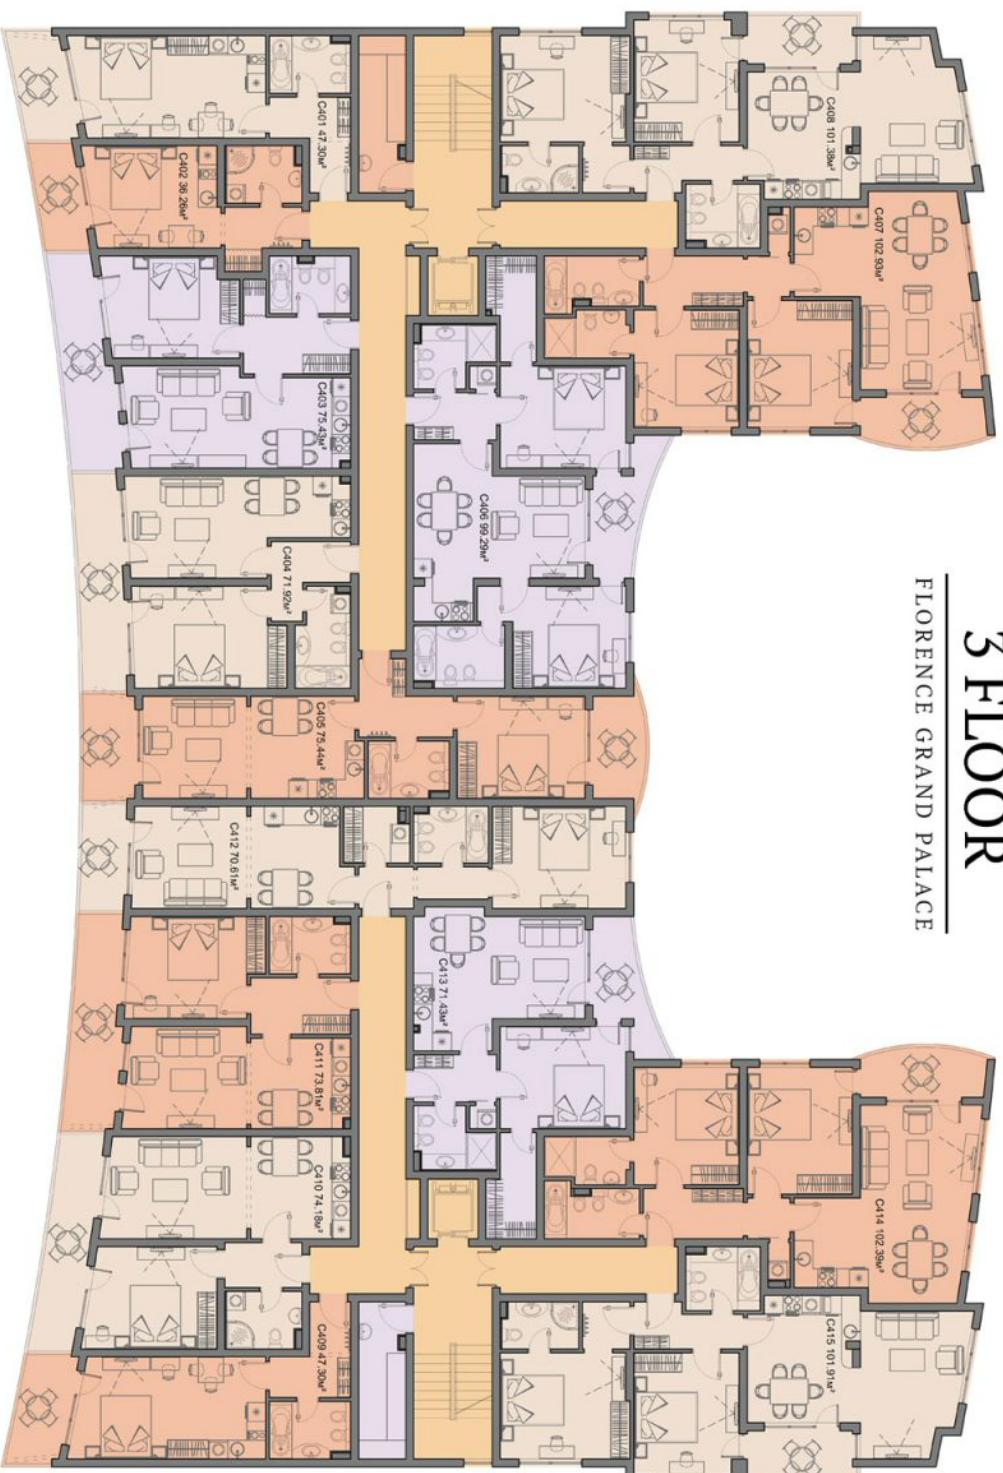 3 FLOOR
FLORENCE GRAND PALACE
C401 47.30м²
C402 36.26м²
C403 75.43м²
C404 71.92м²
C405 75.44м²
C406 99.29м²
C407 102.93м²
C408 101.38м²
C409 47.30м²
C410 74.18м²
C411 73.81м²
C412 70.61м²
C413 71.43м²
C414 102.39м²
C415 101.91м²